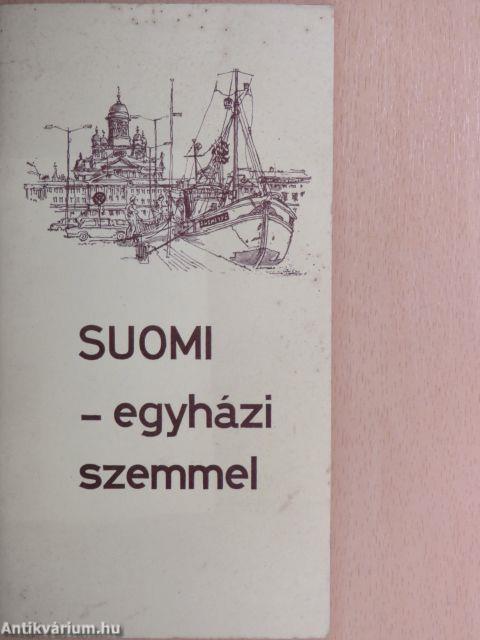 SUOMI
- egyházi
szemmel
Antikvárium.hu